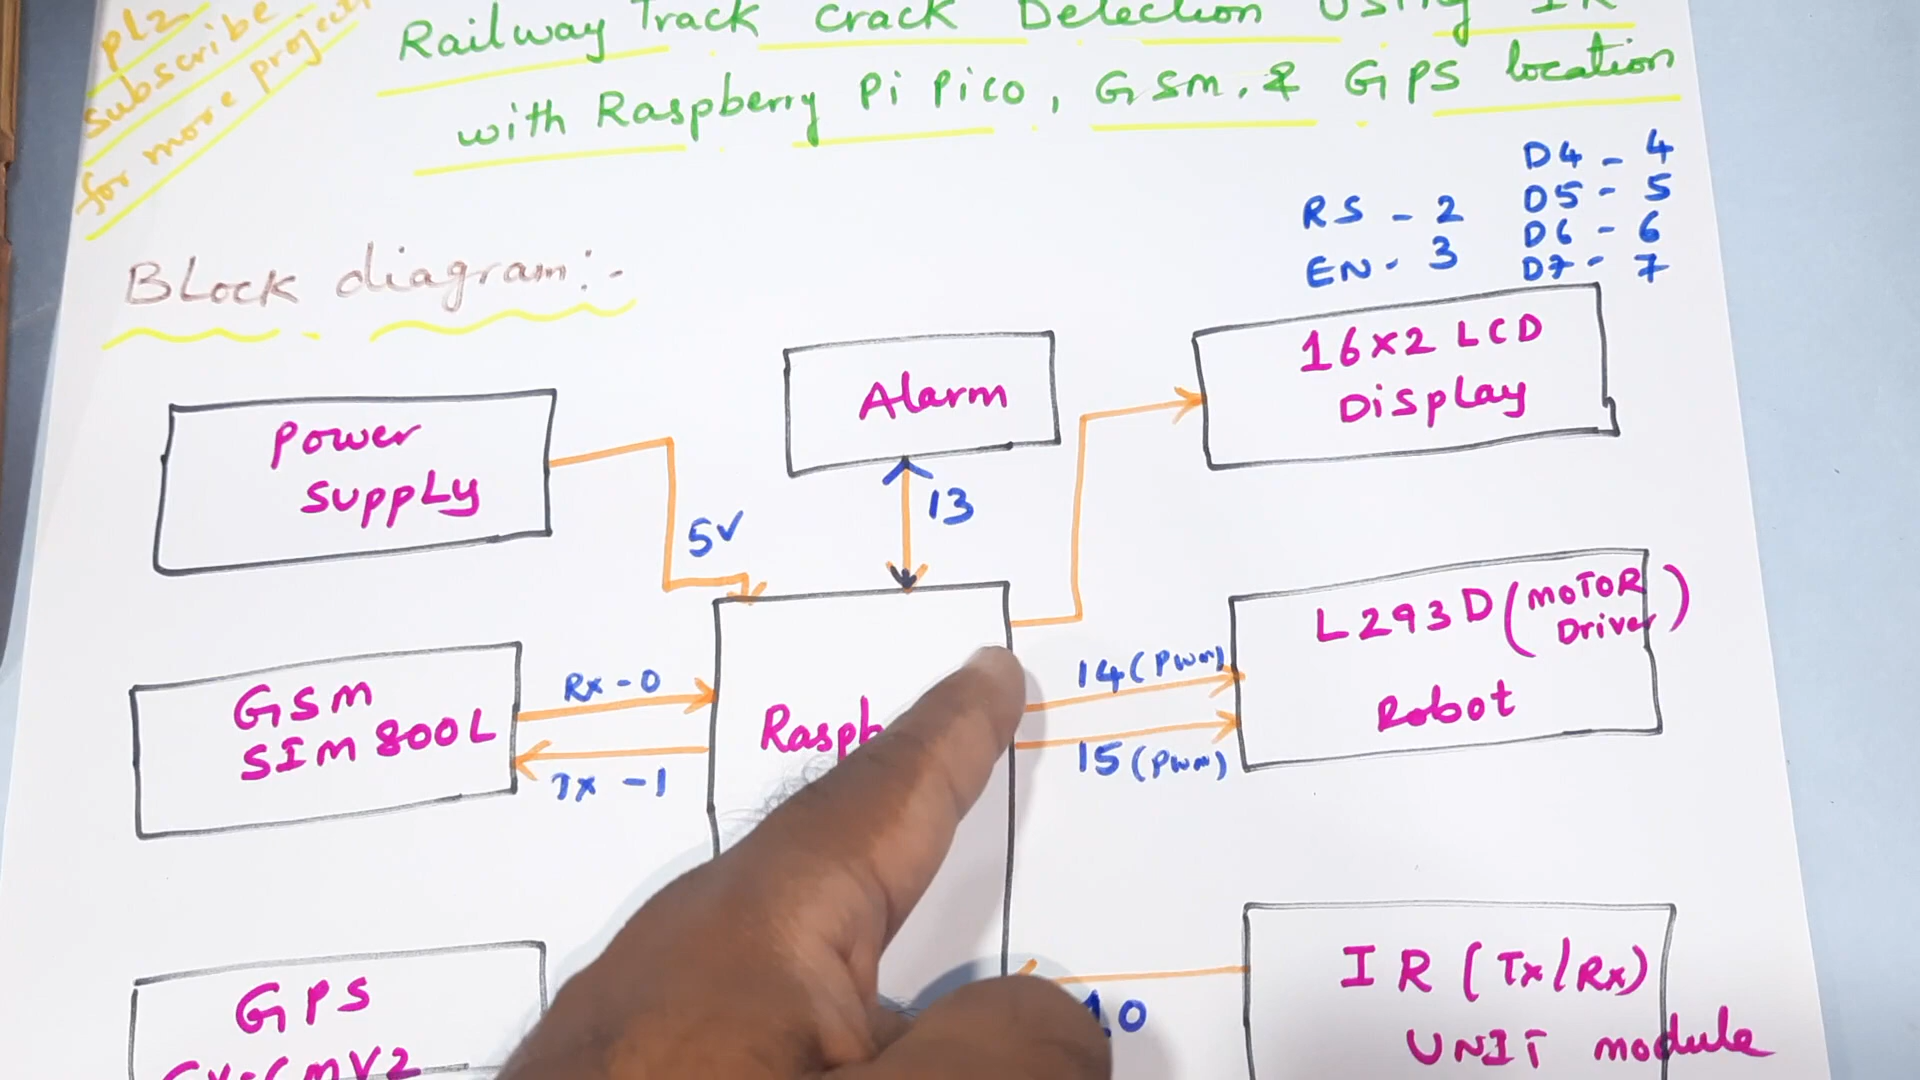 plz
subscribe
for more project
Railway Track Crack Detection Using IR
with Raspberry Pi Pico, GSM, & GPS location
Block diagram:-
RS - 2
EN - 3
D4 - 4
D5 - 5
D6 - 6
D7 - 7
Power
Supply
5V
Alarm
13
16x2 LCD
Display
GSM
SIM 800L
Rx - 0
Tx - 1
Raspb
14 (PWM)
15 (PWM)
L293D (MOTOR
Driver)
Robot
GPS
10
IR (Tx/Rx)
UNIT module